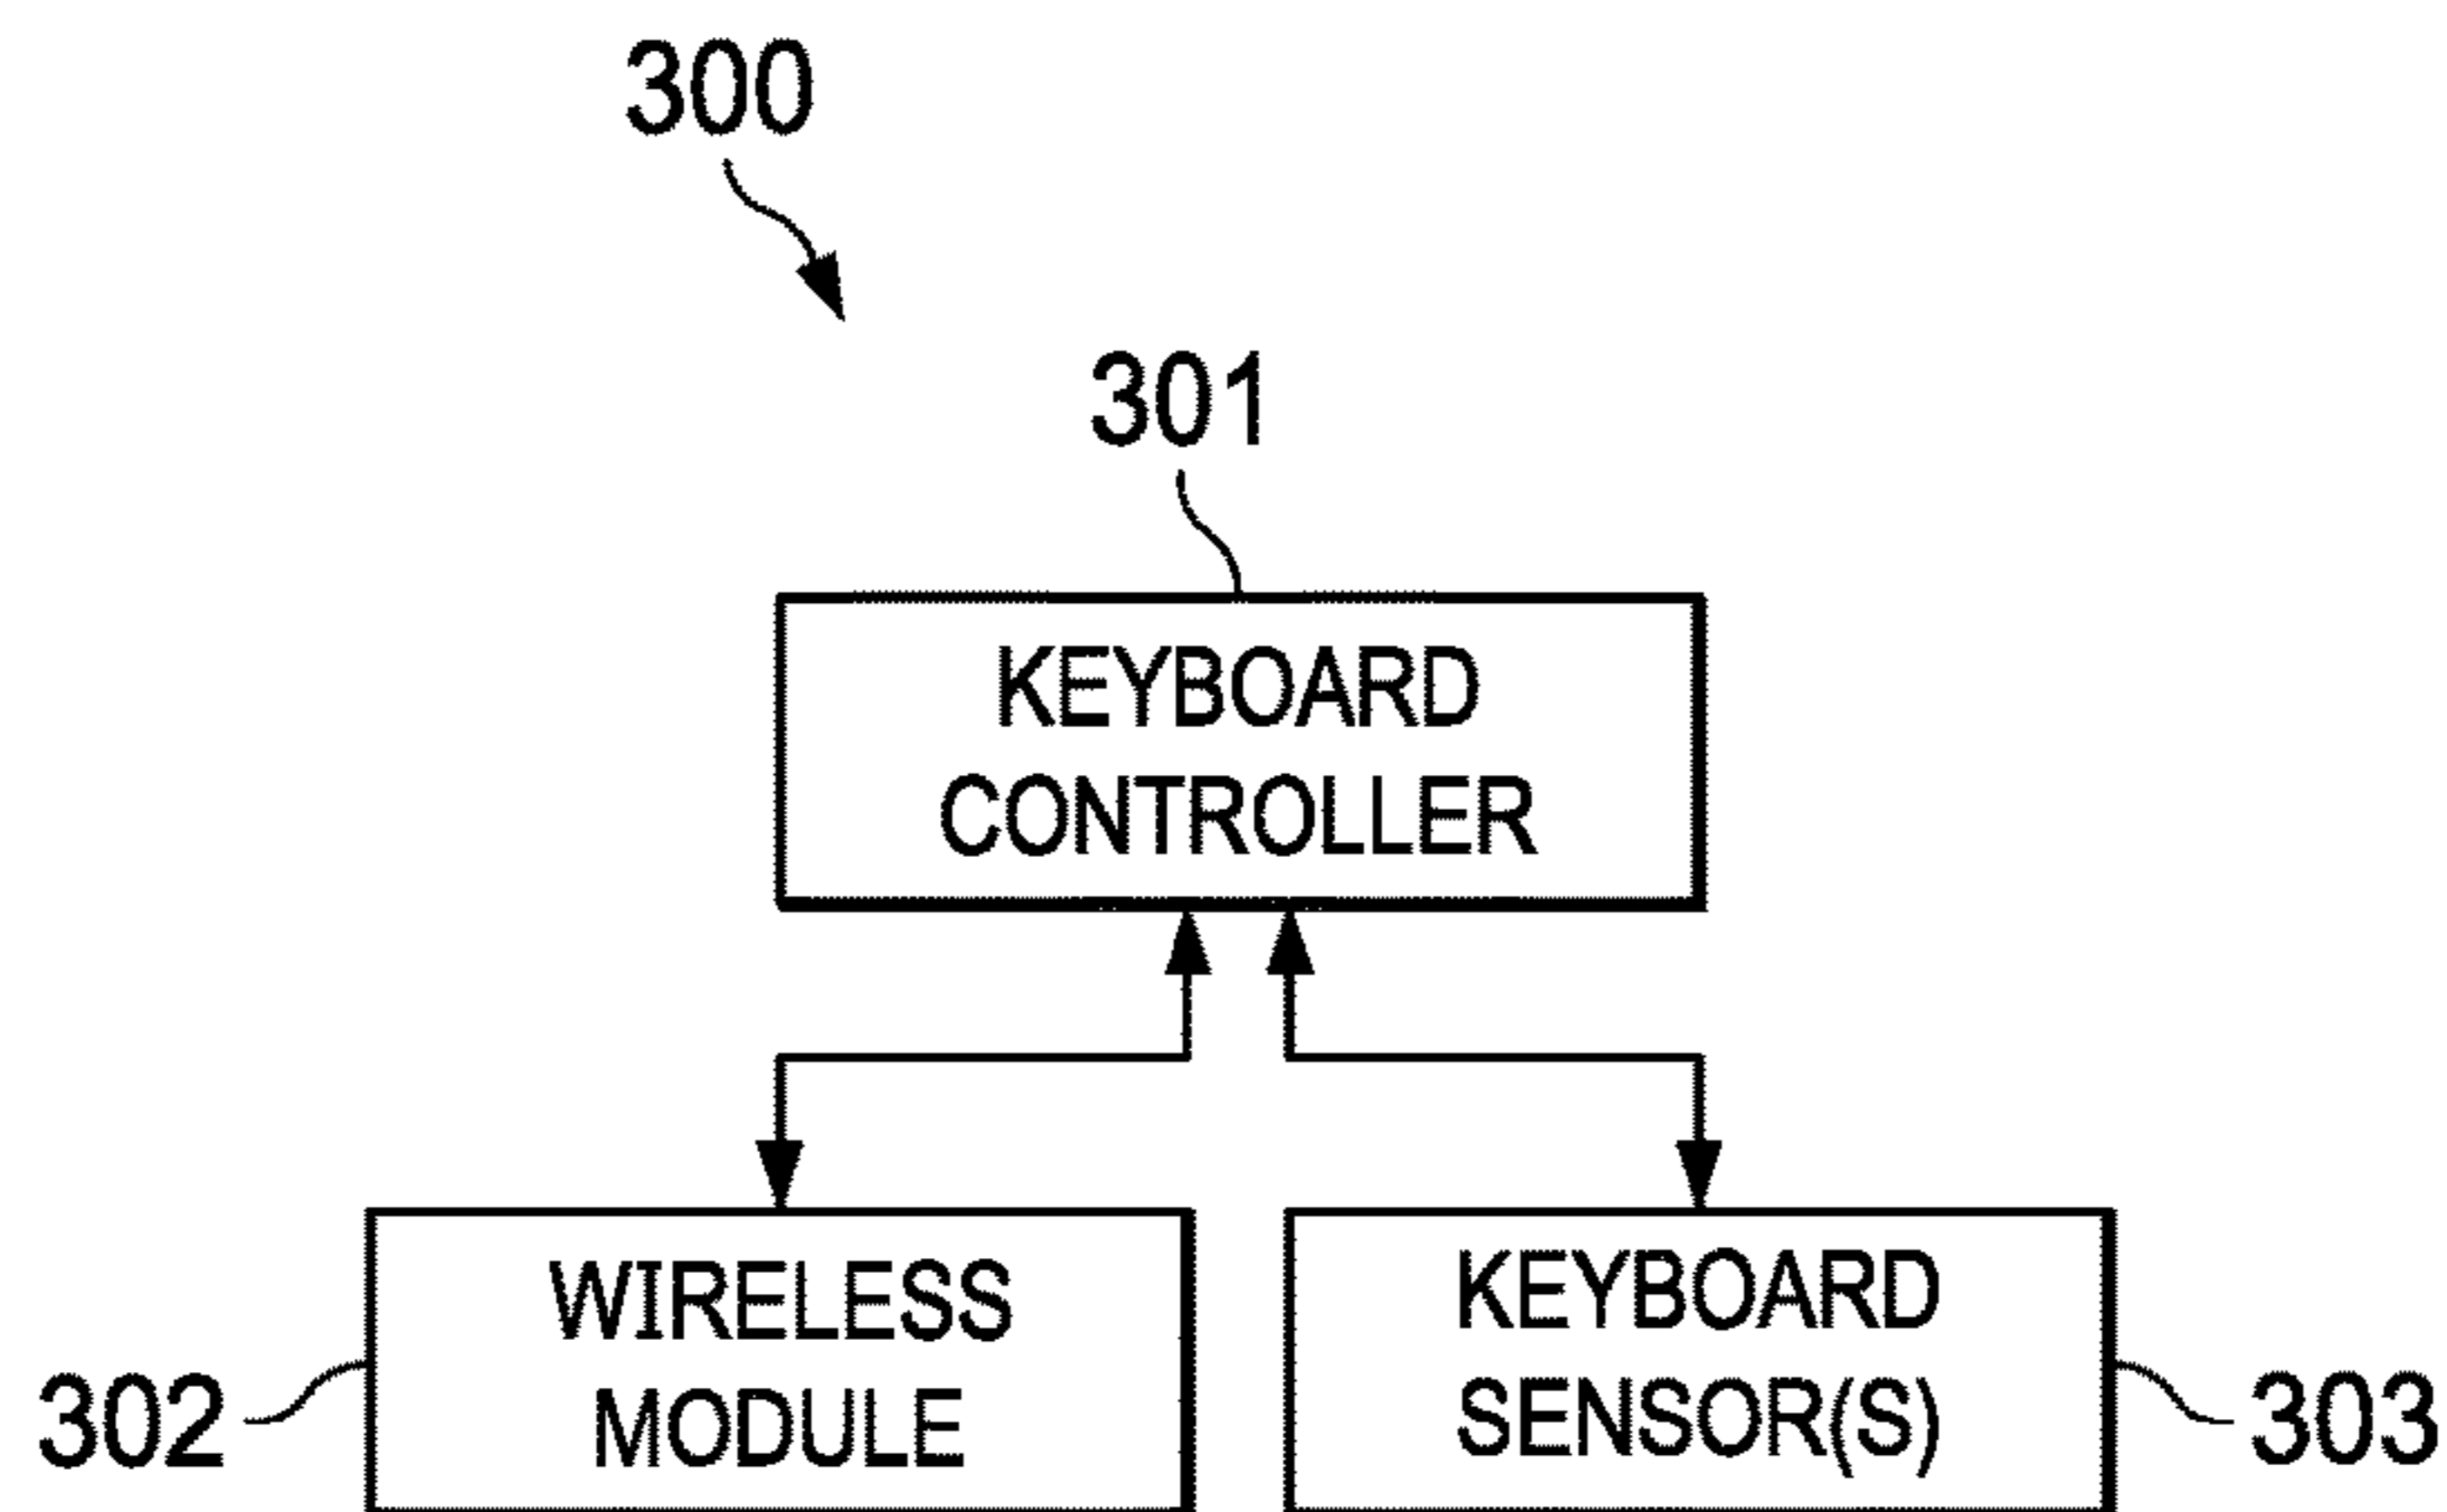 300
301
KEYBOARD
CONTROLLER
WIRELESS
MODULE
302
KEYBOARD
SENSOR(S)
303